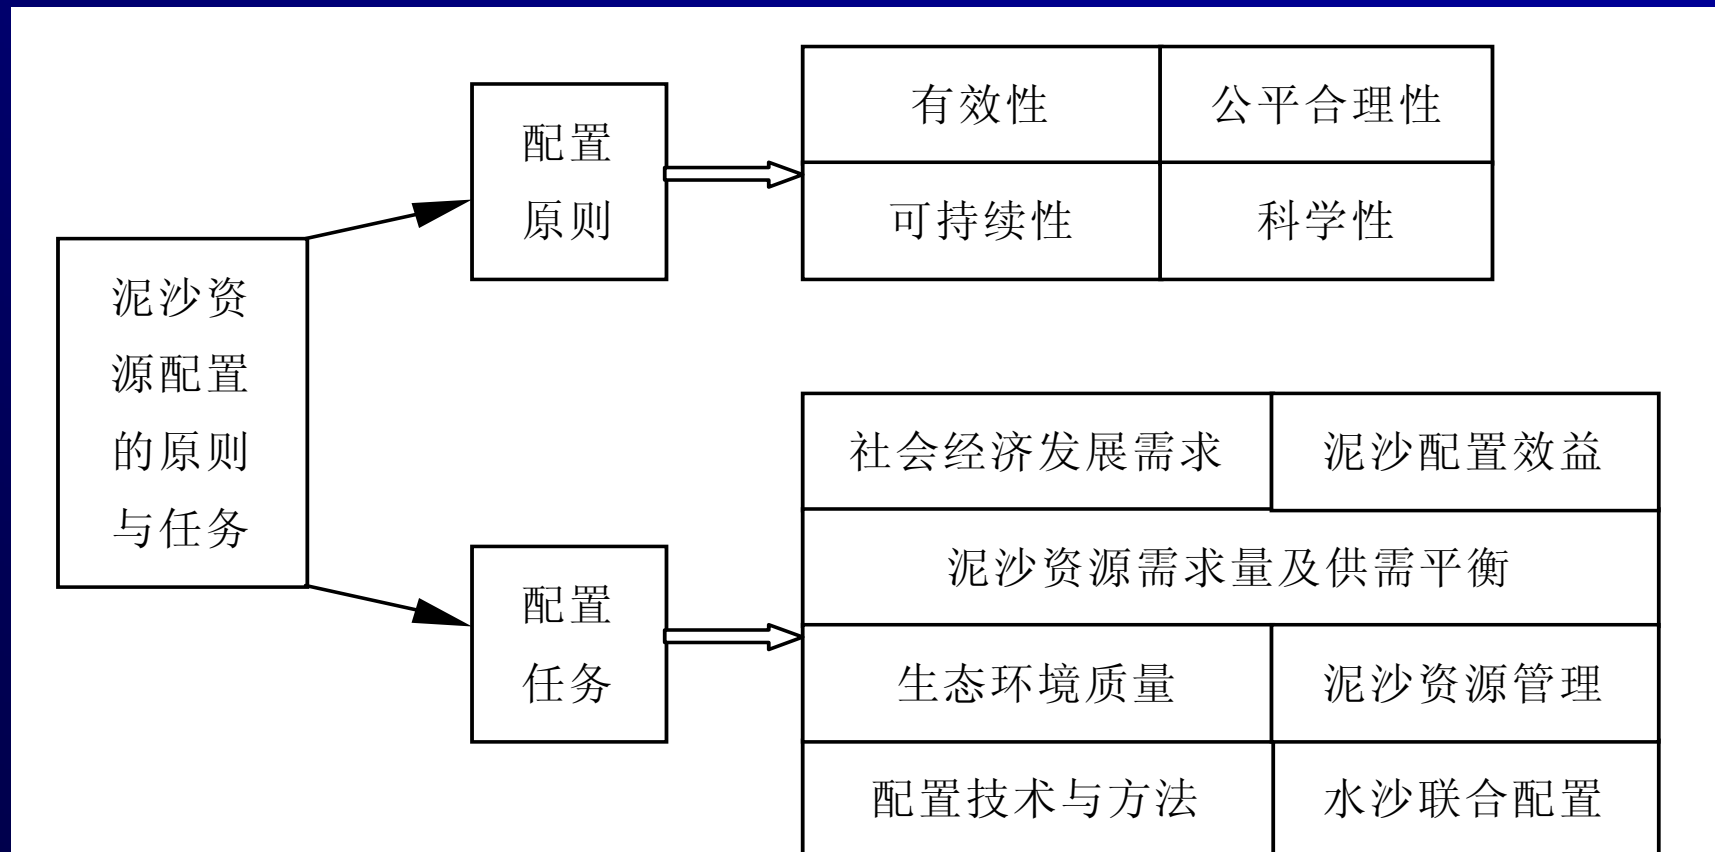 泥沙资
源配置
的原则
与任务
配置
原则
有效性
公平合理性
可持续性
科学性
配置
任务
社会经济发展需求
泥沙配置效益
泥沙资源需求量及供需平衡
生态环境质量
泥沙资源管理
配置技术与方法
水沙联合配置